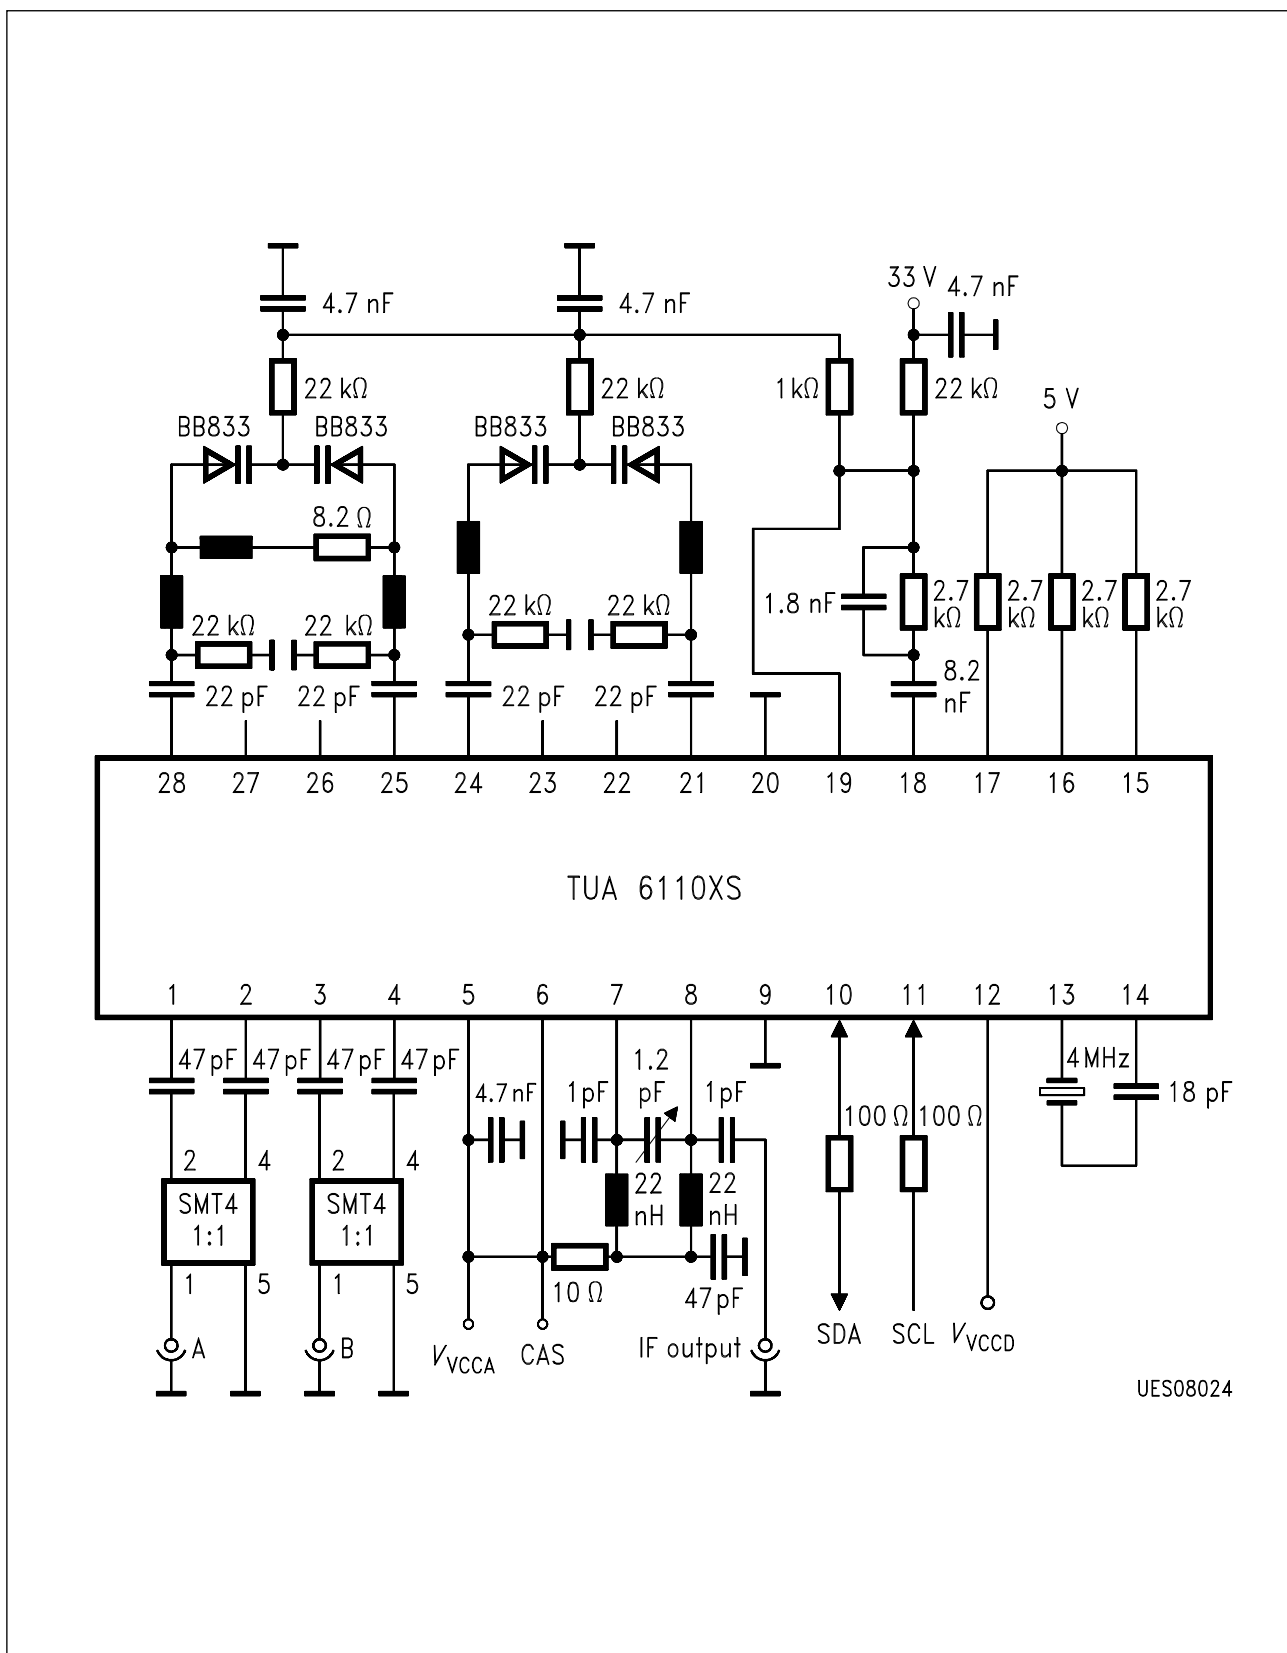 33 V
4.7 nF
4.7 nF
4.7 nF
22 kΩ
22 kΩ
1kΩ
22 kΩ
5 V
BB833
BB833
BB833
BB833
8.2 Ω
22 kΩ
22 kΩ
22 kΩ
22 kΩ
1.8 nF
2.7 kΩ
2.7 kΩ
2.7 kΩ
2.7 kΩ
8.2 nF
22 pF
22 pF
22 pF
22 pF
28 27 26 25 24 23 22 21 20 19 18 17 16 15
TUA 6110XS
1 2 3 4 5 6 7 8 9 10 11 12 13 14
47 pF
47 pF
47 pF
47 pF
4.7 nF
1 pF
1.2 pF
1 pF
4 MHz
18 pF
100 Ω
100 Ω
2
4
2
4
SMT4 1:1
SMT4 1:1
22 nH
22 nH
1
5
1
5
10 Ω
47 pF
A
B
VVCCA
CAS
IF output
SDA
SCL
VVCCD
UES08024